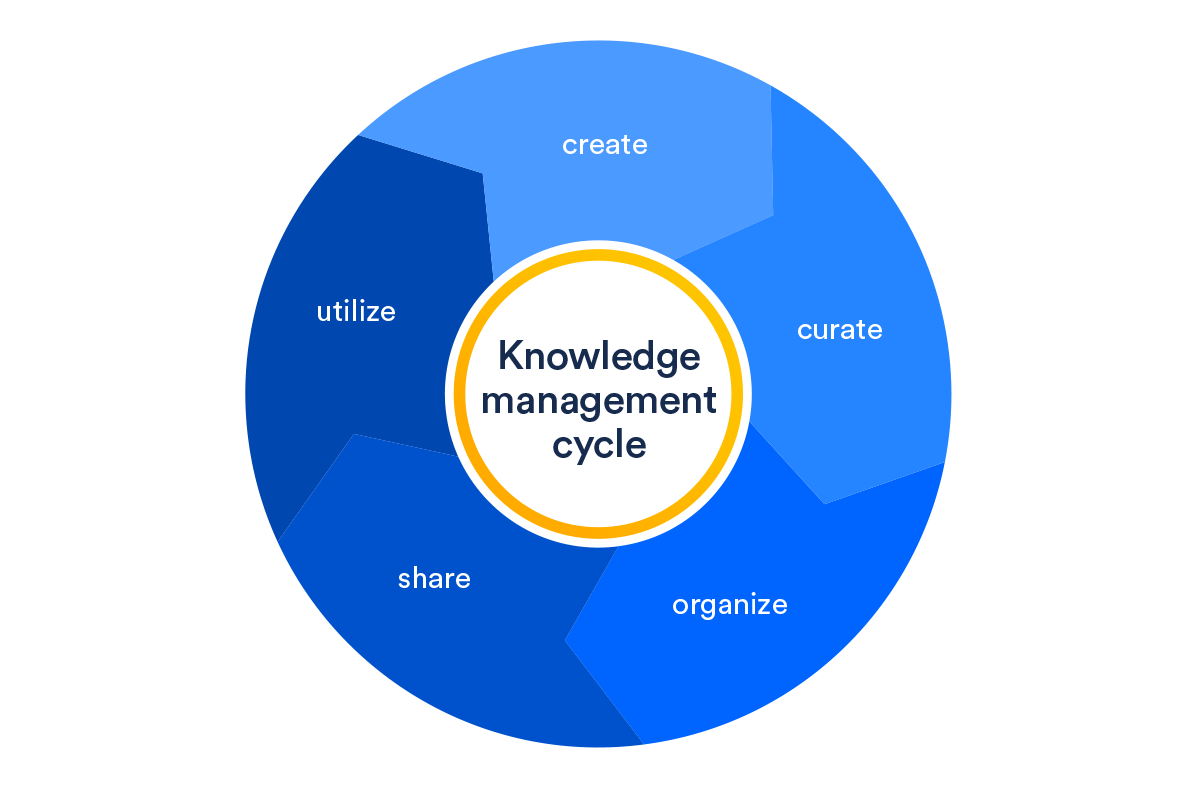 create
curate
organize
share
utilize
Knowledge
management
cycle